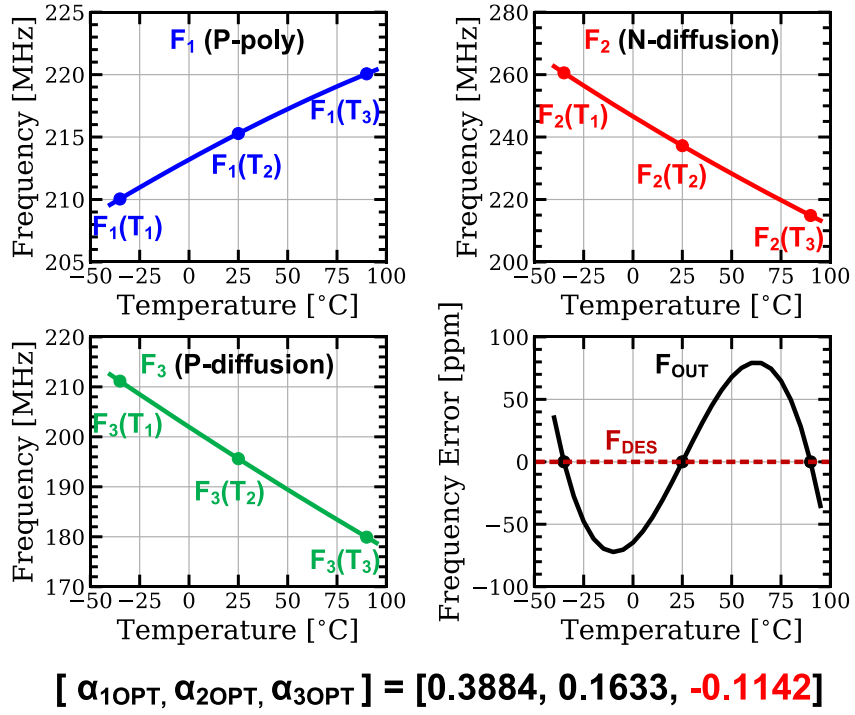 F₁ (P-poly)
Frequency [MHz]
220
215
210
205
F₁(T₁)
F₁(T₂)
F₁(T₃)
−50 −25 0 25 50 75 100
Temperature [°C]
F₂ (N-diffusion)
Frequency [MHz]
280
260
240
220
200
F₂(T₁)
F₂(T₂)
F₂(T₃)
−50 −25 0 25 50 75 100
Temperature [°C]
F₃ (P-diffusion)
Frequency [MHz]
220
210
200
190
180
170
F₃(T₁)
F₃(T₂)
F₃(T₃)
−50 −25 0 25 50 75 100
Temperature [°C]
Frequency Error [ppm]
100
50
0
−50
−100
F_OUT
F_DES
−50 −25 0 25 50 75 100
Temperature [°C]
[ α₁OPT, α₂OPT, α₃OPT ] = [0.3884, 0.1633, -0.1142]